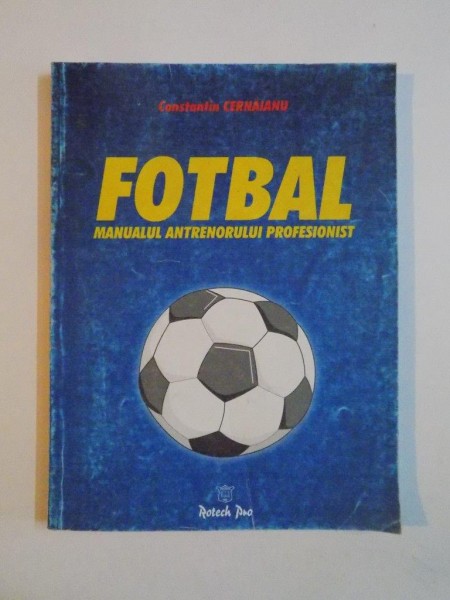 Constantin CERNAIANU
FOTBAL
MANUALUL ANTRENORULUI PROFESIONIST
Rotech Pro